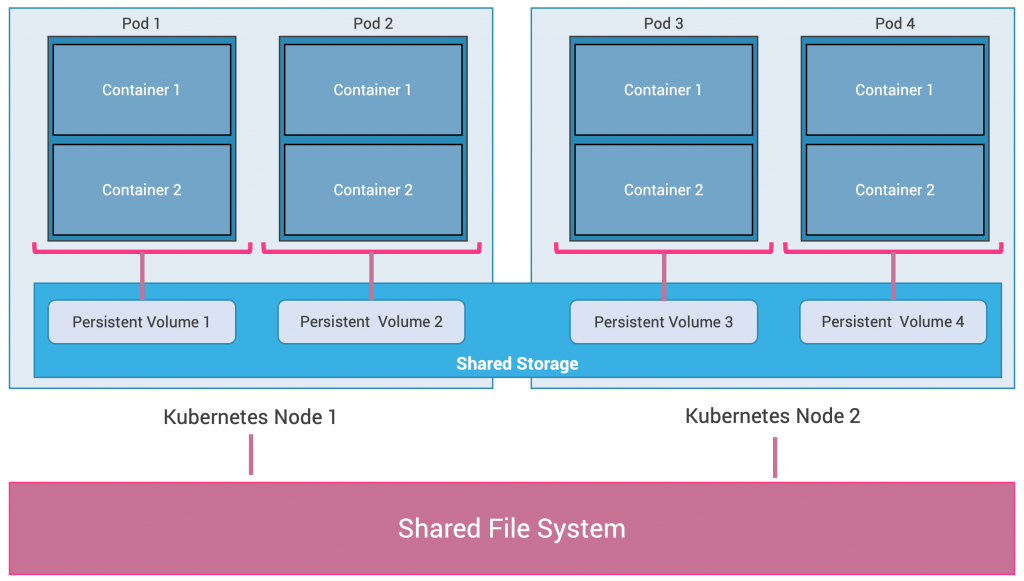 Pod 1
Pod 2
Pod 3
Pod 4
Container 1
Container 1
Container 1
Container 1
Container 2
Container 2
Container 2
Container 2
Persistent Volume 1
Persistent  Volume 2
Persistent Volume 3
Persistent  Volume 4
Shared Storage
Kubernetes Node 1
Kubernetes Node 2
Shared File System